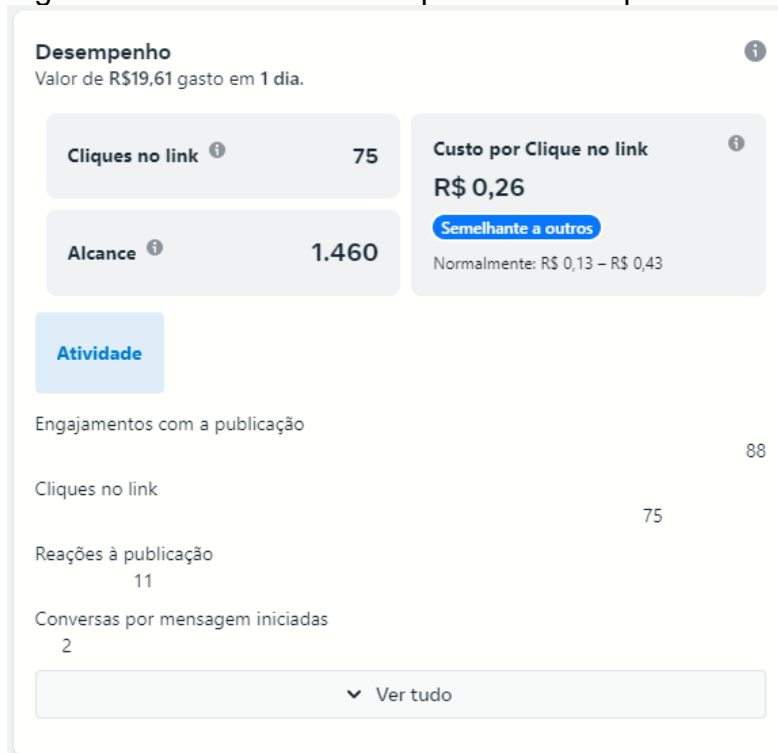 Desempenho
Valor de R$19,61 gasto em 1 dia.
Cliques no link 75
Alcance 1.460
Custo por Clique no link
R$ 0,26
Semelhante a outros
Normalmente: R$ 0,13 – R$ 0,43
Atividade
Engajamentos com a publicação
88
Cliques no link
75
Reações à publicação
11
Conversas por mensagem iniciadas
2
Ver tudo